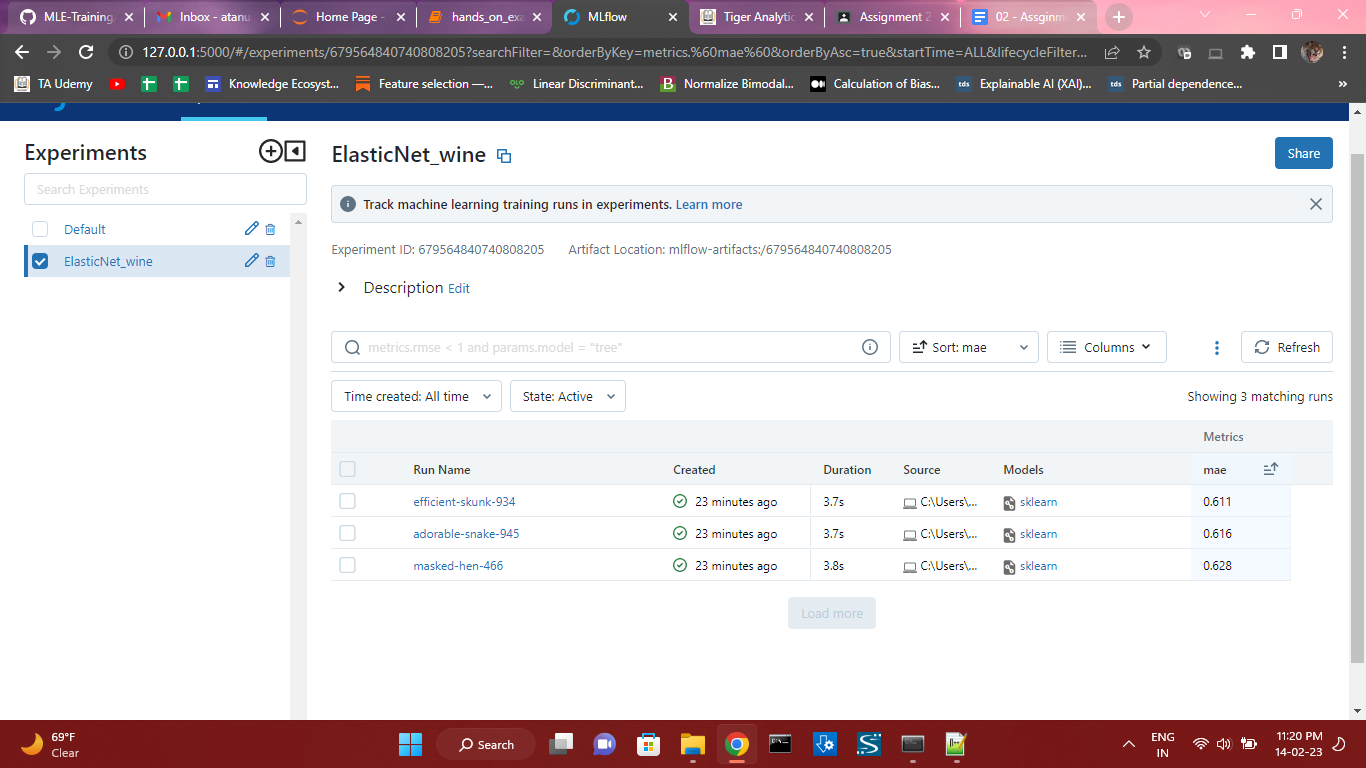 MLE-Training
Inbox - atanu
Home Page -
hands_on_exa
MLflow
Tiger Analytic
Assignment 2
02 - Assginm
127.0.0.1:5000/#/experiments/679564840740808205?searchFilter=&orderByKey=metrics.%60mae%60&orderByAsc=true&startTime=ALL&lifecycleFilter...
TA Udemy
Knowledge Ecosyst...
Feature selection —...
Linear Discriminant...
Normalize Bimodal...
Calculation of Bias...
tds Explainable AI (XAI)...
tds Partial dependence...
»
Experiments
ElasticNet_wine
Share
Search Experiments
Track machine learning training runs in experiments. Learn more
Default
Experiment ID: 679564840740808205 Artifact Location: mlflow-artifacts:/679564840740808205
ElasticNet_wine
Description Edit
metrics.rmse < 1 and params.model = "tree"
Sort: mae
Columns
Refresh
Time created: All time
State: Active
Showing 3 matching runs
Metrics
Run Name Created Duration Source Models mae
efficient-skunk-934 23 minutes ago 3.7s C:\Users\... sklearn 0.611
adorable-snake-945 23 minutes ago 3.7s C:\Users\... sklearn 0.616
masked-hen-466 23 minutes ago 3.8s C:\Users\... sklearn 0.628
Load more
69°F
Clear
Search
ENG
IN
11:20 PM
14-02-23